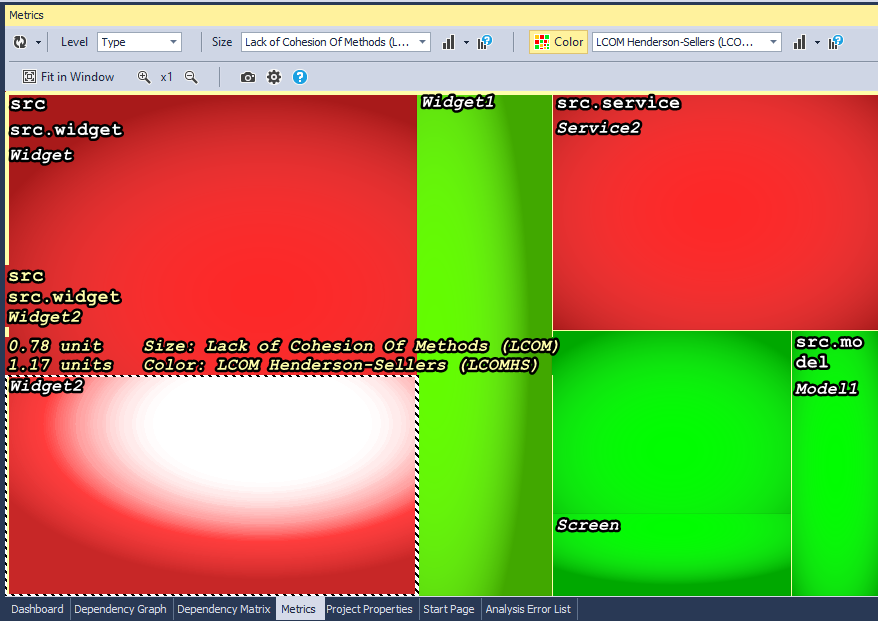 Metrics
Level Type Size Lack of Cohesion Of Methods (L... Color LCOM Henderson-Sellers (LCO...
Fit in Window x1
src
src.widget
Widget
Widget1
src.service
Service2
src
src.widget
Widget2
0.78 unit Size: Lack of Cohesion Of Methods (LCOM)
1.17 units Color: LCOM Henderson-Sellers (LCOMHS)
Widget2
src.mo
del
Model1
Screen
Dashboard Dependency Graph Dependency Matrix Metrics Project Properties Start Page Analysis Error List